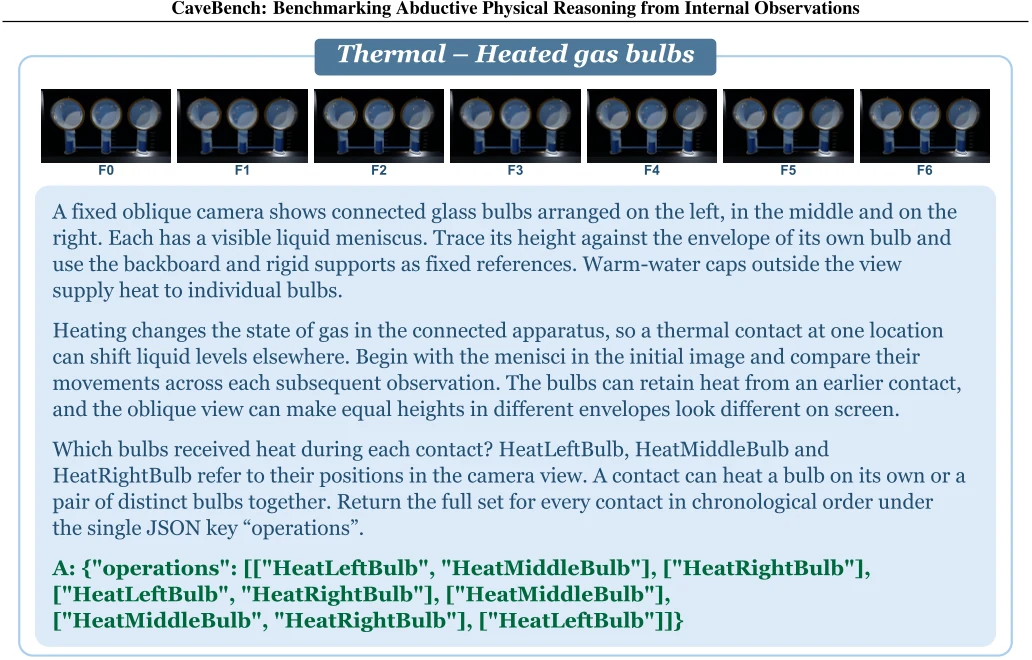 CaveBench: Benchmarking Abductive Physical Reasoning from Internal Observations
Thermal – Heated gas bulbs
F0 F1 F2 F3 F4 F5 F6
A fixed oblique camera shows connected glass bulbs arranged on the left, in the middle and on the
right. Each has a visible liquid meniscus. Trace its height against the envelope of its own bulb and
use the backboard and rigid supports as fixed references. Warm-water caps outside the view
supply heat to individual bulbs.
Heating changes the state of gas in the connected apparatus, so a thermal contact at one location
can shift liquid levels elsewhere. Begin with the menisci in the initial image and compare their
movements across each subsequent observation. The bulbs can retain heat from an earlier contact,
and the oblique view can make equal heights in different envelopes look different on screen.
Which bulbs received heat during each contact? HeatLeftBulb, HeatMiddleBulb and
HeatRightBulb refer to their positions in the camera view. A contact can heat a bulb on its own or a
pair of distinct bulbs together. Return the full set for every contact in chronological order under
the single JSON key “operations”.
A: {"operations": [["HeatLeftBulb", "HeatMiddleBulb"], ["HeatRightBulb"],
["HeatLeftBulb", "HeatRightBulb"], ["HeatMiddleBulb"],
["HeatMiddleBulb", "HeatRightBulb"], ["HeatLeftBulb"]]}